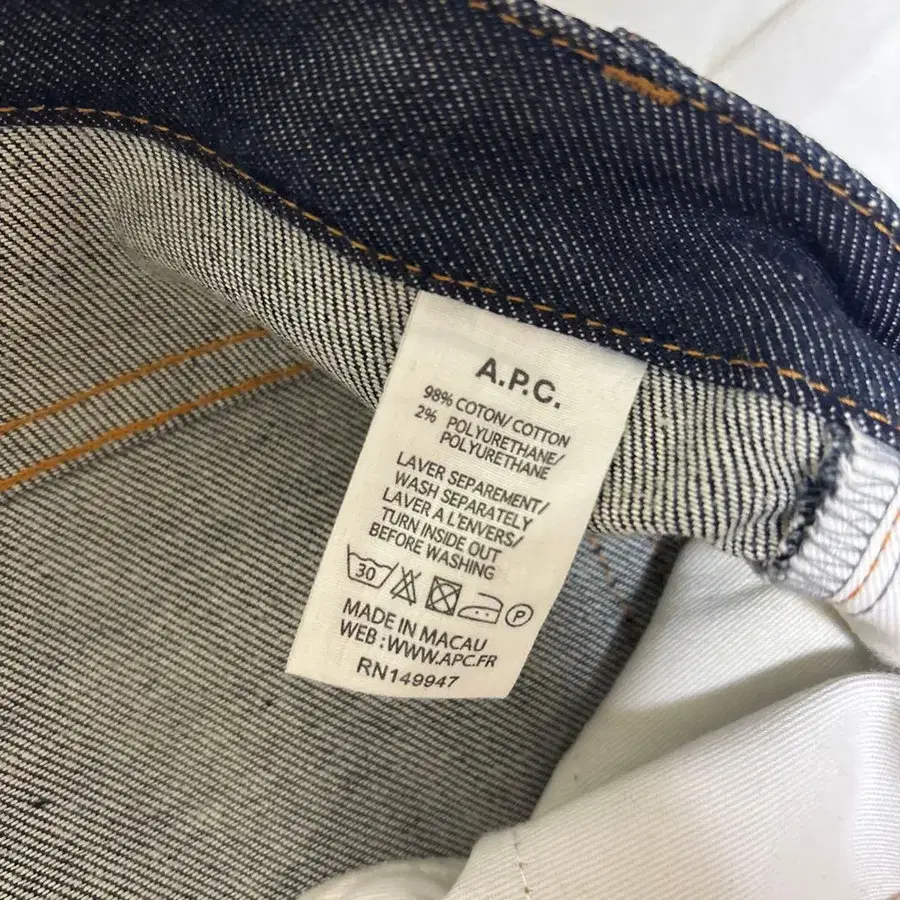 A.P.C.
98% COTON/ COTTON
2% POLYURETHANE/
POLYURETHANE
LAVER SEPAREMENT/
WASH SEPARATELY
LAVER A L'ENVERS/
TURN INSIDE OUT
BEFORE WASHING
30 P
MADE IN MACAU
WEB : WWW.APC.FR
RN149947